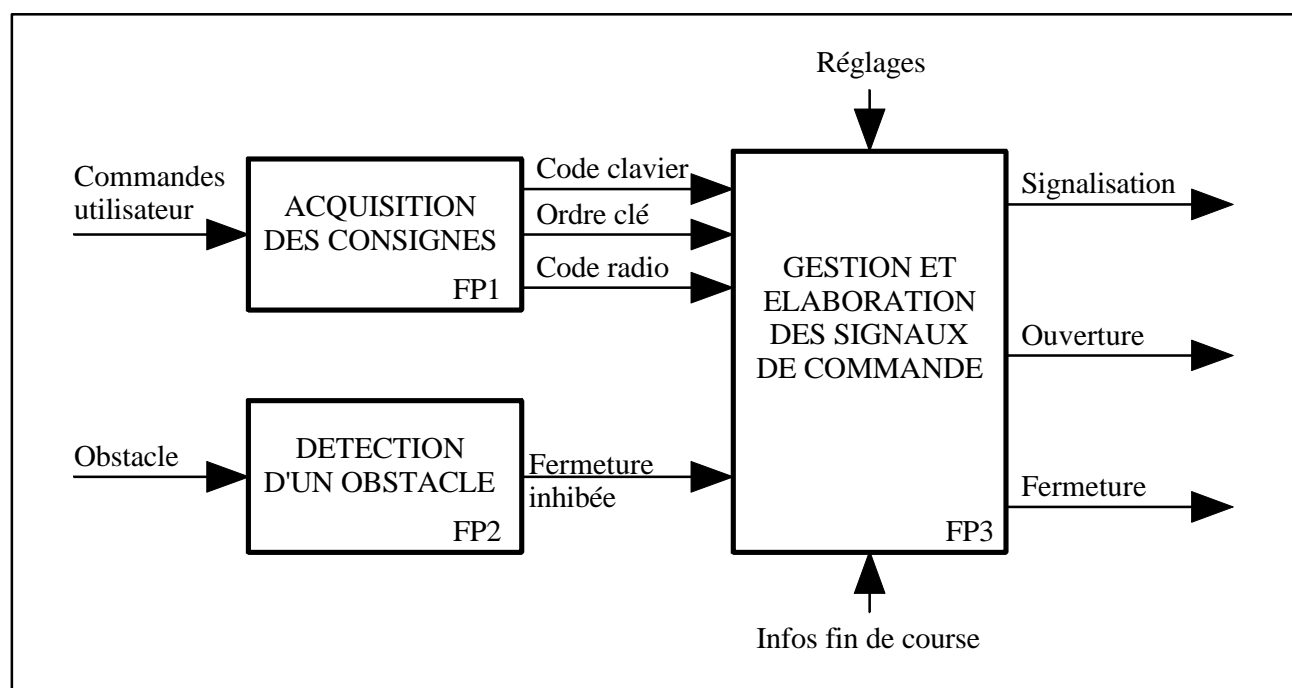 Réglages
Commandes
utilisateur
ACQUISITION
DES CONSIGNES
FP1
Code clavier
Ordre clé
Code radio
GESTION ET
ELABORATION
DES SIGNAUX
DE COMMANDE
FP3
Signalisation
Ouverture
Fermeture
Obstacle
DETECTION
D'UN OBSTACLE
FP2
Fermeture
inhibée
Infos fin de course